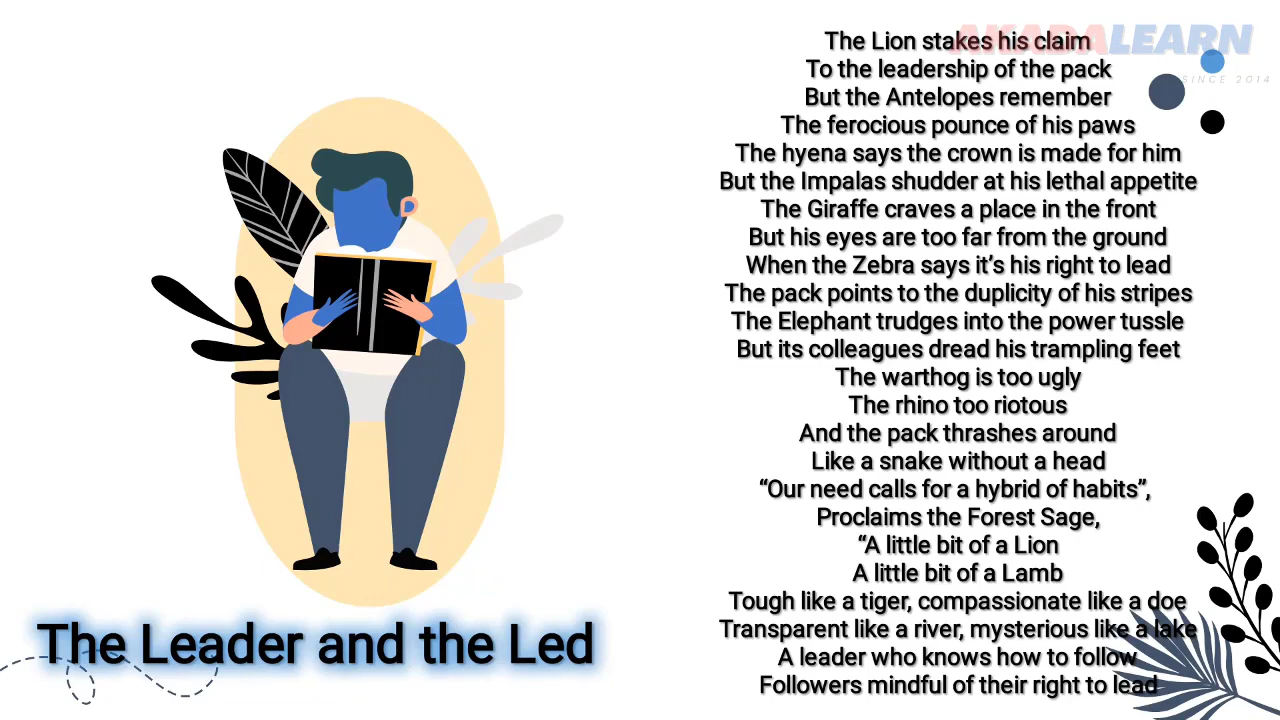 AKADALEARN
SINCE 2014
The Lion stakes his claim
To the leadership of the pack
But the Antelopes remember
The ferocious pounce of his paws
The hyena says the crown is made for him
But the Impalas shudder at his lethal appetite
The Giraffe craves a place in the front
But his eyes are too far from the ground
When the Zebra says it’s his right to lead
The pack points to the duplicity of his stripes
The Elephant trudges into the power tussle
But its colleagues dread his trampling feet
The warthog is too ugly
The rhino too riotous
And the pack thrashes around
Like a snake without a head
“Our need calls for a hybrid of habits”,
Proclaims the Forest Sage,
“A little bit of a Lion
A little bit of a Lamb
Tough like a tiger, compassionate like a doe
Transparent like a river, mysterious like a lake
A leader who knows how to follow
Followers mindful of their right to lead
The Leader and the Led